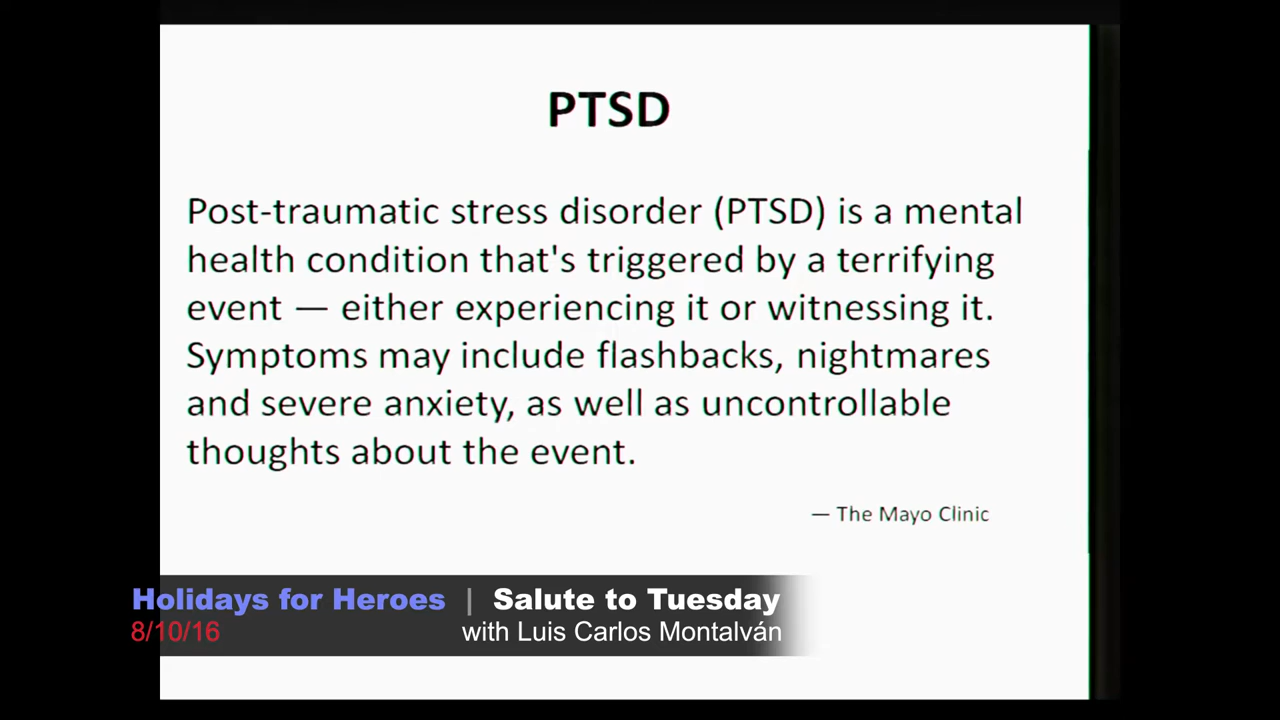 PTSD
Post-traumatic stress disorder (PTSD) is a mental
health condition that's triggered by a terrifying
event — either experiencing it or witnessing it.
Symptoms may include flashbacks, nightmares
and severe anxiety, as well as uncontrollable
thoughts about the event.
— The Mayo Clinic
Holidays for Heroes | Salute to Tuesday
8/10/16 with Luis Carlos Montalván